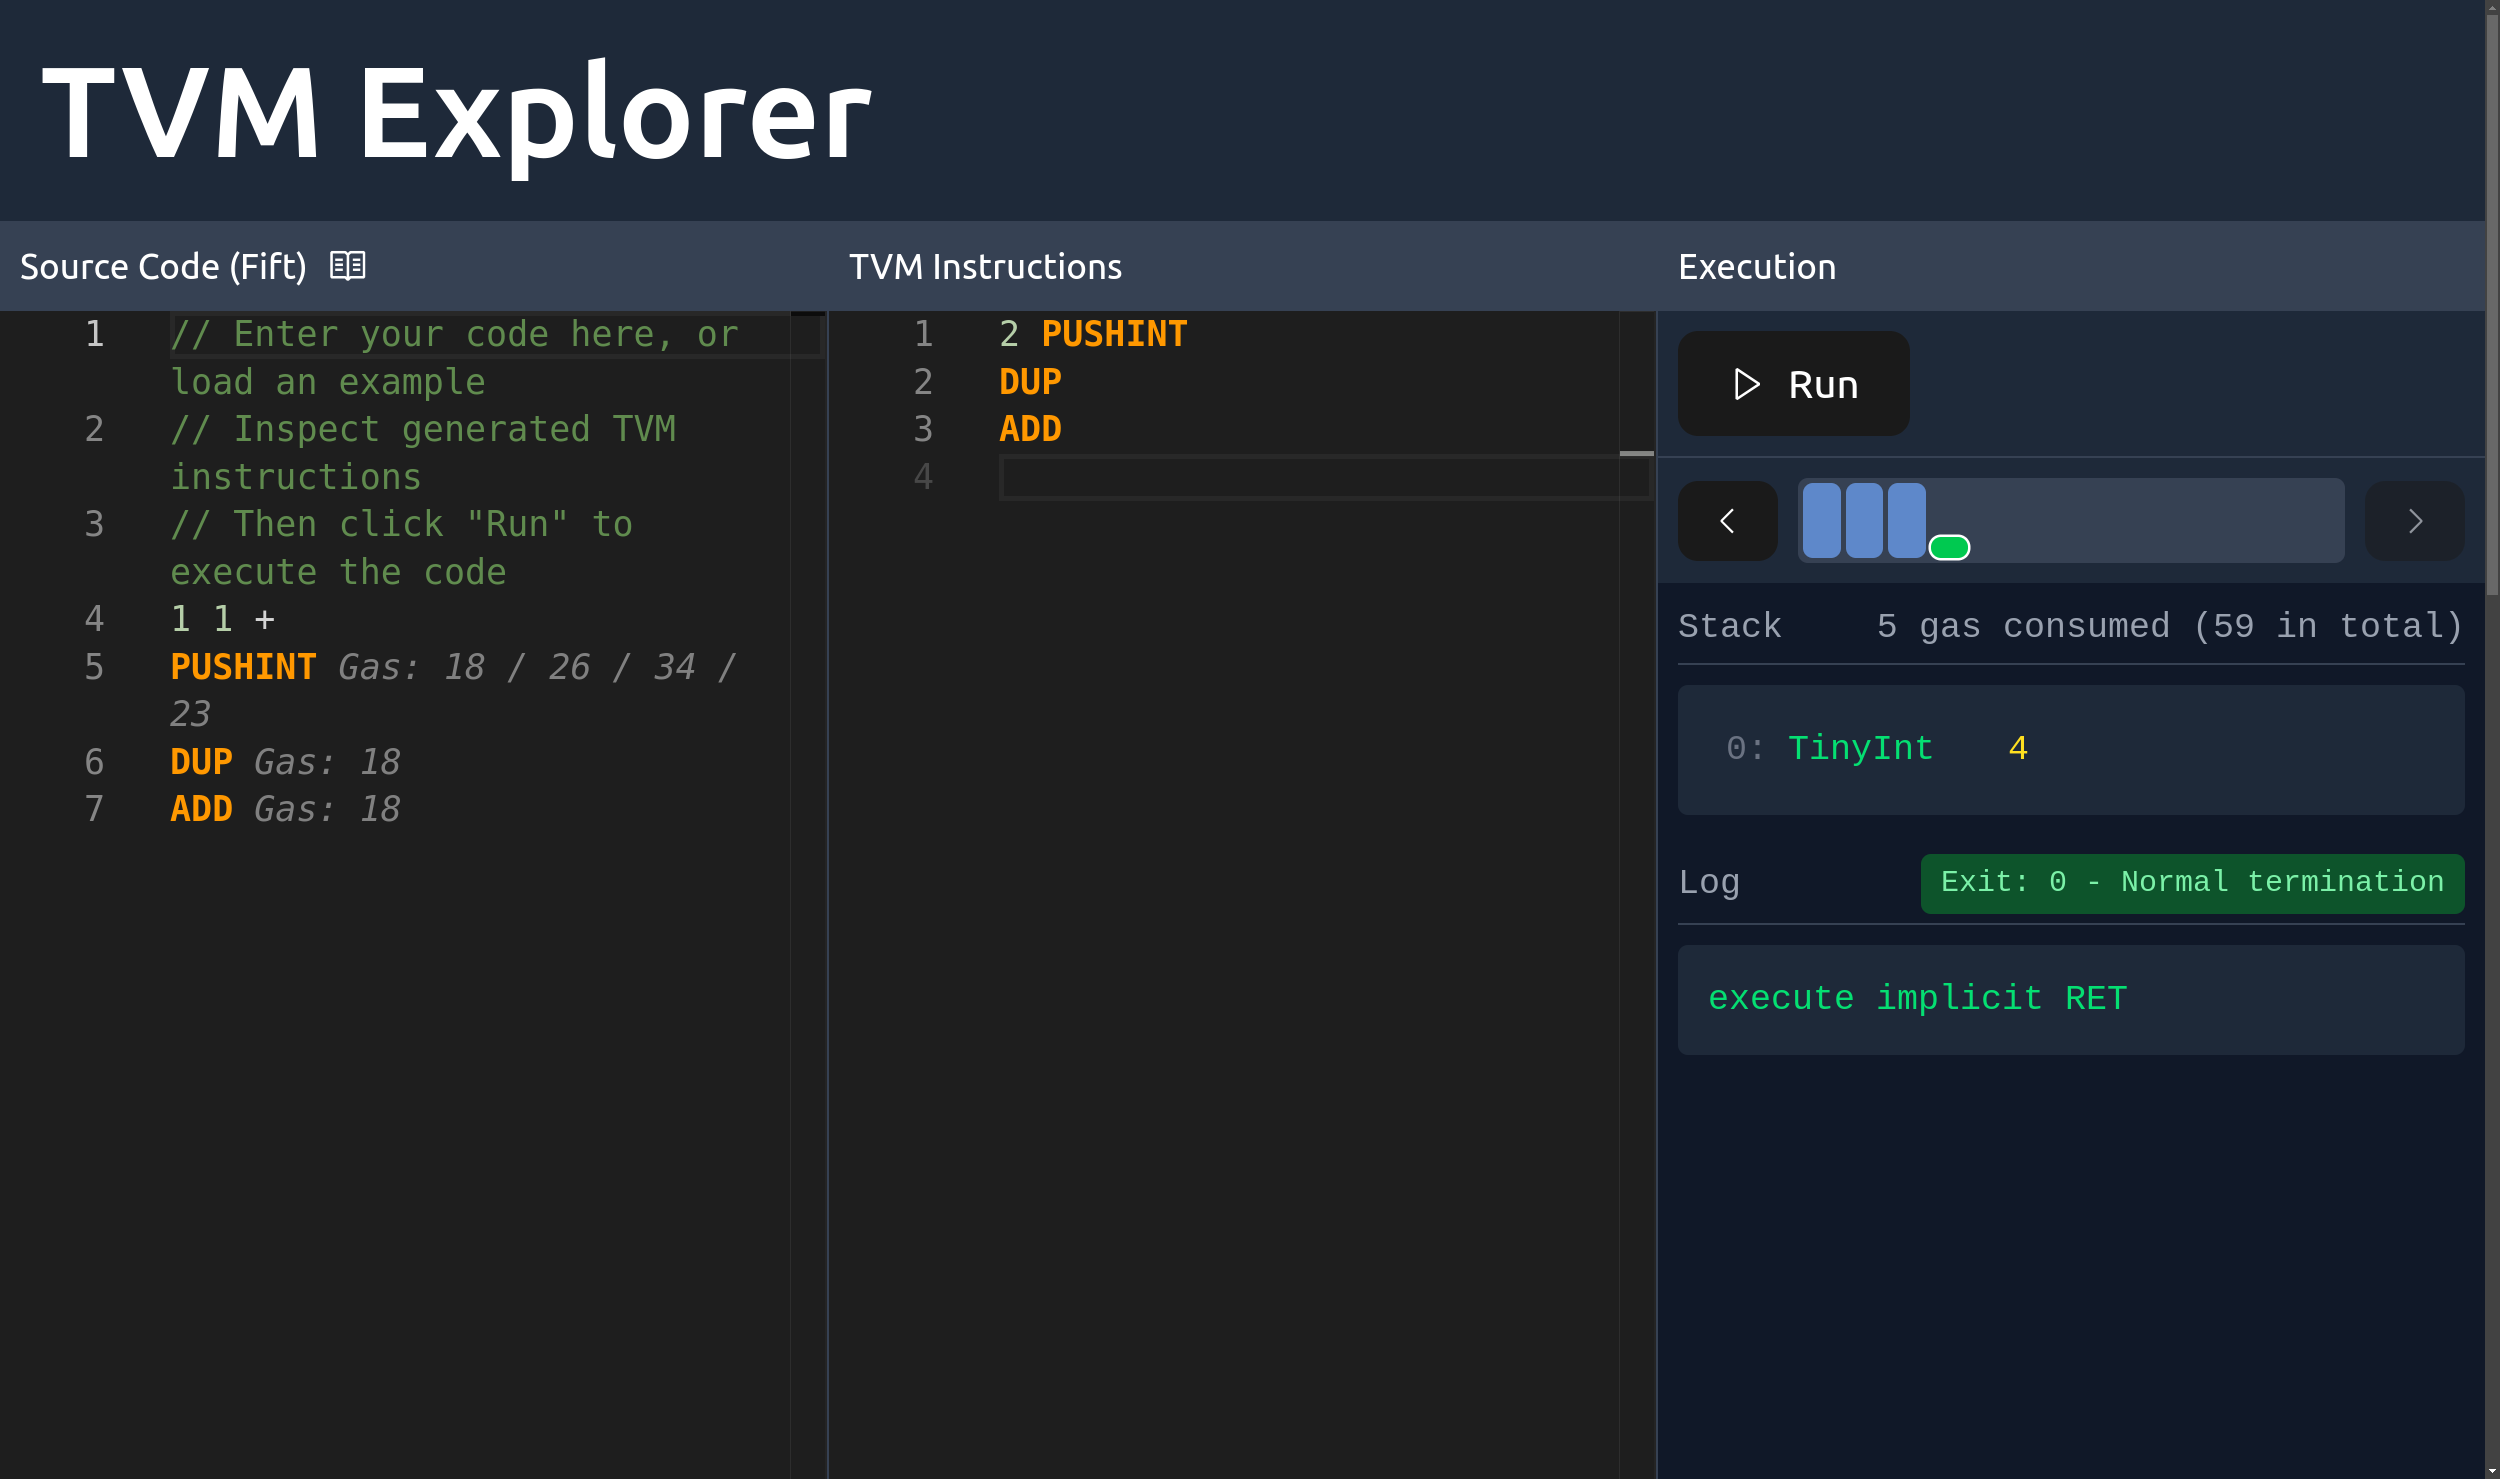 TVM Explorer
Source Code (Fift)
1 // Enter your code here, or
load an example
2 // Inspect generated TVM
instructions
3 // Then click "Run" to
execute the code
4 1 1 +
5 PUSHINT Gas: 18 / 26 / 34 /
23
6 DUP Gas: 18
7 ADD Gas: 18
TVM Instructions
1 2 PUSHINT
2 DUP
3 ADD
4
Execution
Run
Stack 5 gas consumed (59 in total)
0: TinyInt 4
Log Exit: 0 - Normal termination
execute implicit RET